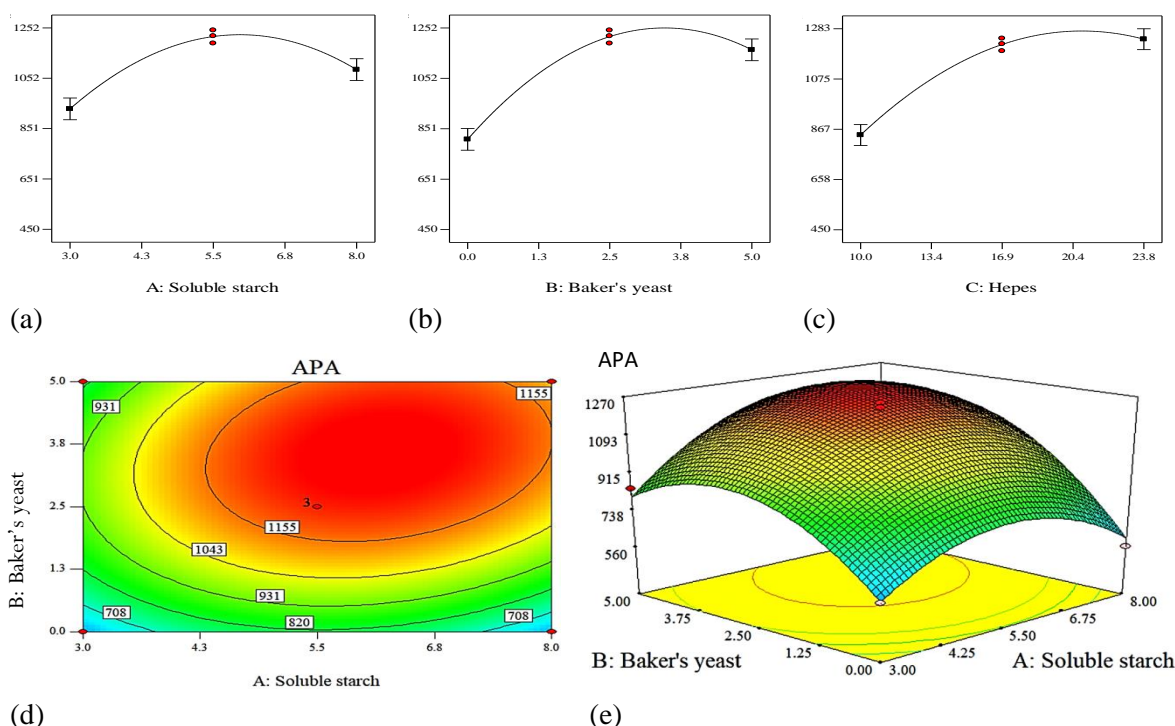 1252
1052
851
651
450
3.0 4.3 5.5 6.8 8.0
A: Soluble starch
(a)
1252
1052
851
651
450
0.0 1.3 2.5 3.8 5.0
B: Baker's yeast
(b)
1283
1075
867
658
450
10.0 13.4 16.9 20.4 23.8
C: Hepes
(c)
APA
B: Baker's yeast
5.0
3.8
2.5
1.3
0.0
931
1155
3
1155
1043
931
708
820
708
3.0 4.3 5.5 6.8 8.0
A: Soluble starch
(d)
APA
1270
1093
915
738
560
5.00
3.75
2.50
1.25
0.00
3.00
4.25
5.50
6.75
8.00
B: Baker's yeast
A: Soluble starch
(e)